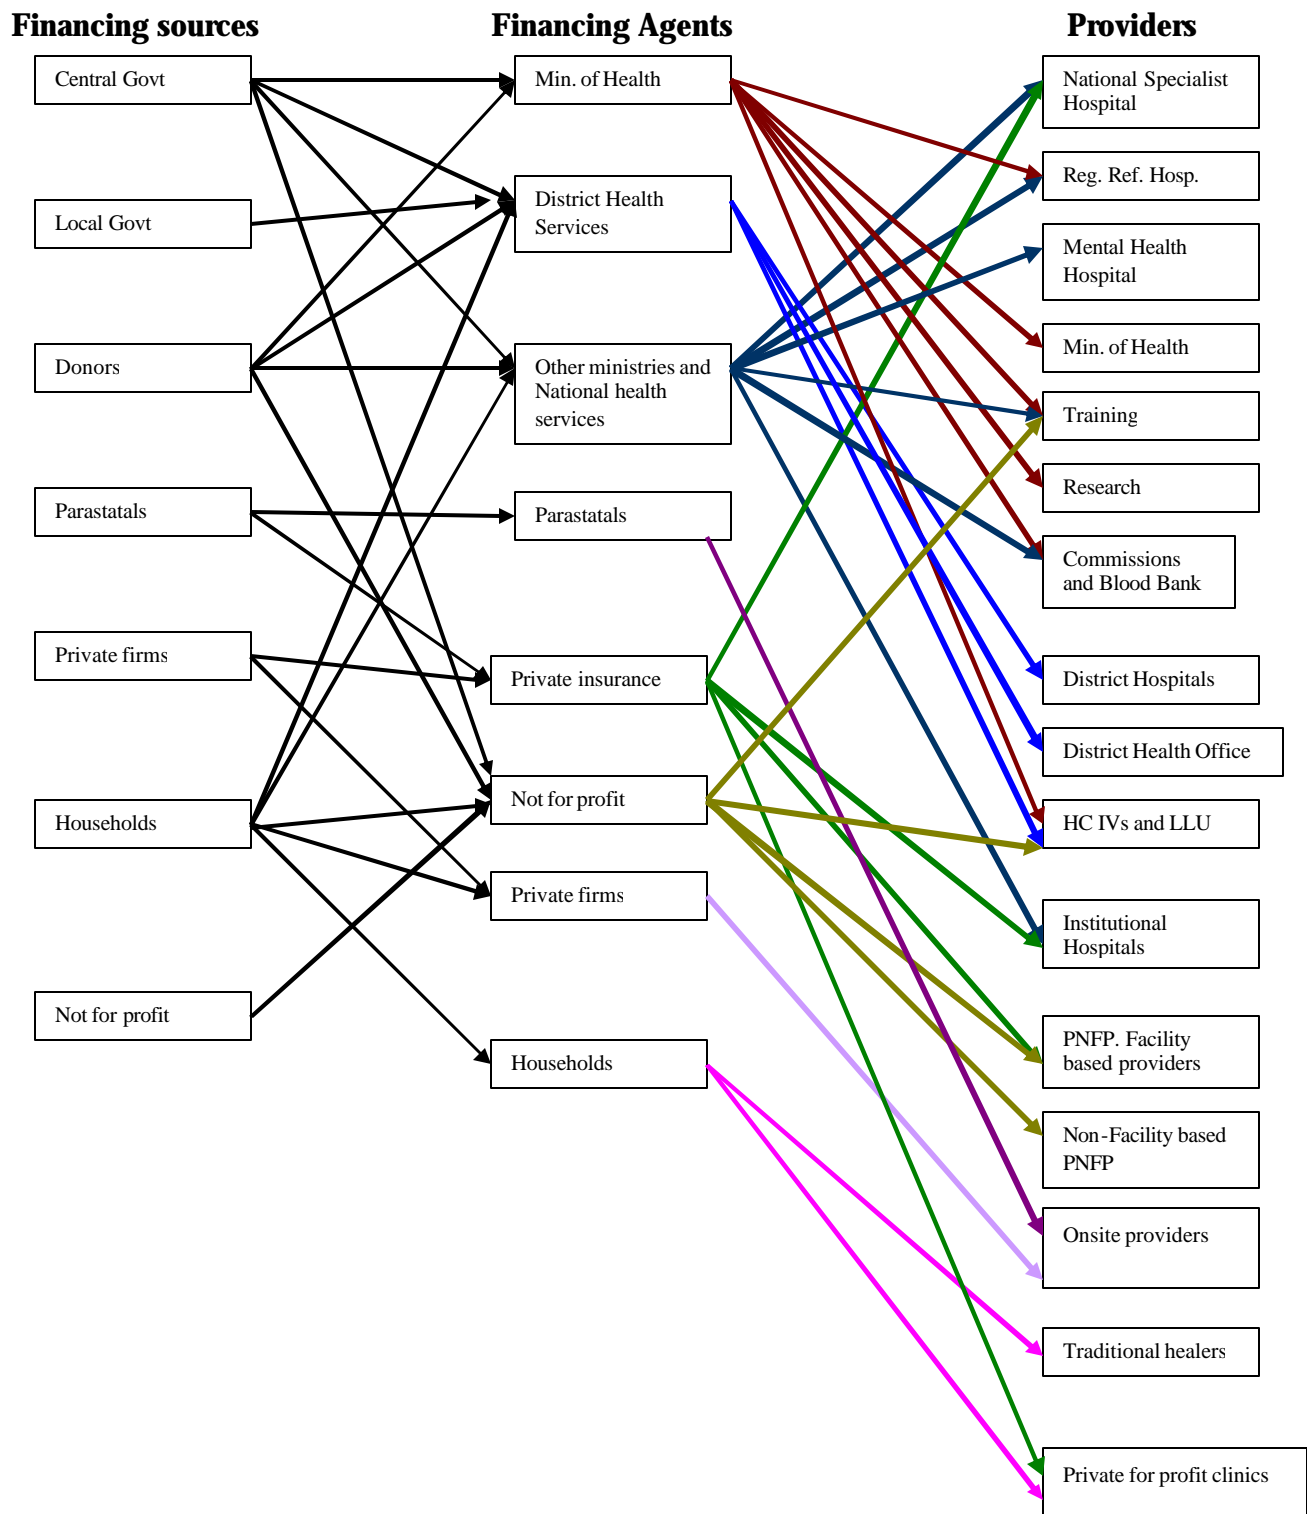 Financing sources
Financing Agents
Providers
Central Govt
Local Govt
Donors
Parastatals
Private firms
Households
Not for profit
Min. of Health
District Health
Services
Other ministries and
National health
services
Parastatals
Private insurance
Not for profit
Private firms
Households
National Specialist
Hospital
Reg. Ref. Hosp.
Mental Health
Hospital
Min. of Health
Training
Research
Commissions
and Blood Bank
District Hospitals
District Health Office
HC IVs and LLU
Institutional
Hospitals
PNFP. Facility
based providers
Non-Facility based
PNFP
Onsite providers
Traditional healers
Private for profit clinics